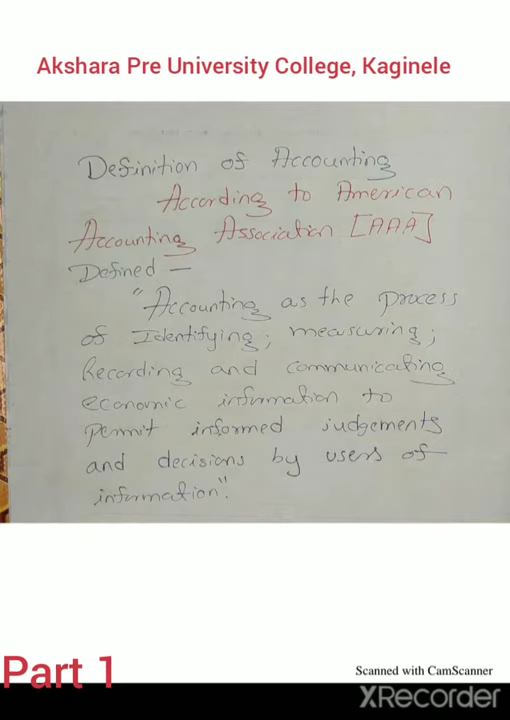 Akshara Pre University College, Kaginele
Definition of Accounting
According to American
Accounting Association [AAA]
Defined —
"Accounting as the process
of Identifying; measuring;
Recording and communicating
economic information to
permit informed judgements
and decisions by users of
information".
Part 1
Scanned with CamScanner
XRecorder